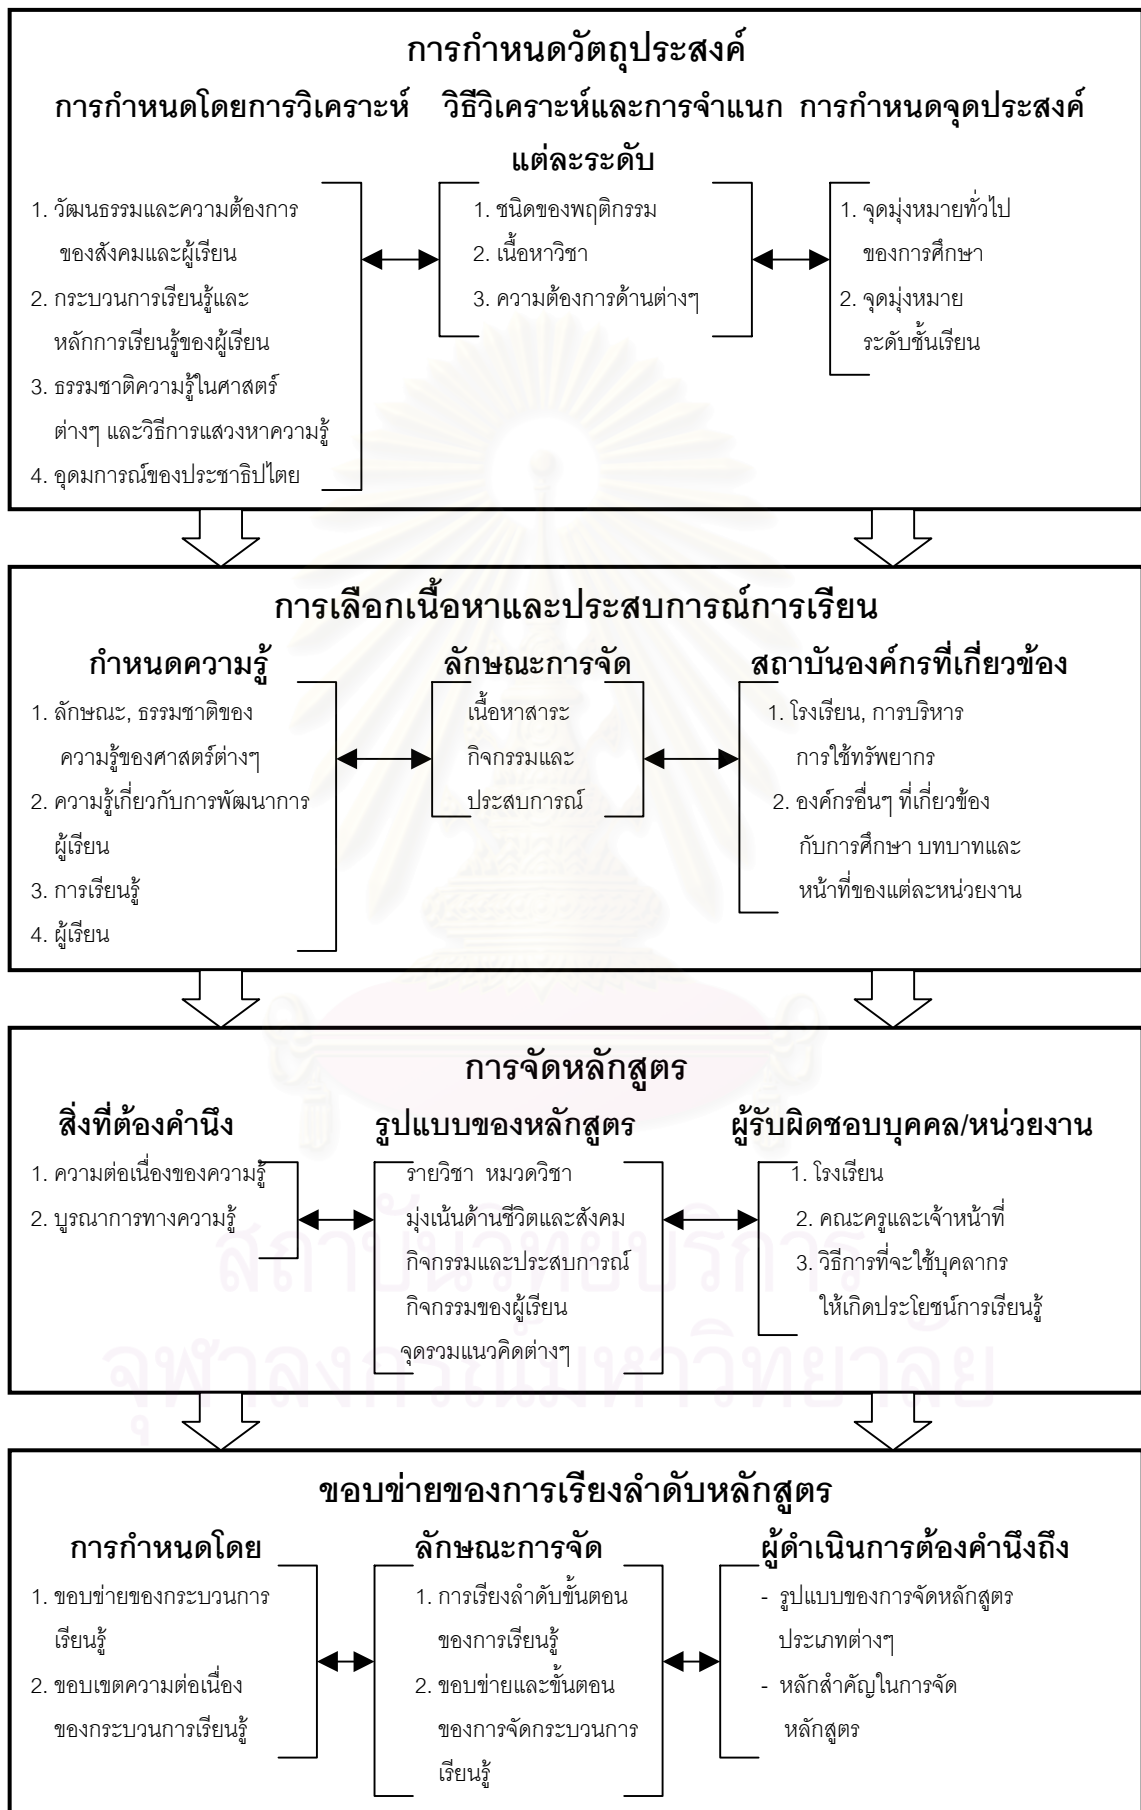 การกำหนดวัตถุประสงค์
การกำหนดโดยการวิเคราะห์
วิธีวิเคราะห์และการจำแนก
แต่ละระดับ
การกำหนดจุดประสงค์
1. วัฒนธรรมและความต้องการ
ของสังคมและผู้เรียน
2. กระบวนการเรียนรู้และ
หลักการเรียนรู้ของผู้เรียน
3. ธรรมชาติความรู้ในศาสตร์
ต่างๆ และวิธีการแสวงหาความรู้
4. อุดมการณ์ของประชาธิปไตย
1. ชนิดของพฤติกรรม
2. เนื้อหาวิชา
3. ความต้องการด้านต่างๆ
1. จุดมุ่งหมายทั่วไป
ของการศึกษา
2. จุดมุ่งหมาย
ระดับชั้นเรียน
การเลือกเนื้อหาและประสบการณ์การเรียน
กำหนดความรู้
1. ลักษณะ, ธรรมชาติของ
ความรู้ของศาสตร์ต่างๆ
2. ความรู้เกี่ยวกับการพัฒนาการ
ผู้เรียน
3. การเรียนรู้
4. ผู้เรียน
ลักษณะการจัด
เนื้อหาสาระ
กิจกรรมและ
ประสบการณ์
สถาบันองค์กรที่เกี่ยวข้อง
1. โรงเรียน, การบริหาร
การใช้ทรัพยากร
2. องค์กรอื่นๆ ที่เกี่ยวข้อง
กับการศึกษา บทบาทและ
หน้าที่ของแต่ละหน่วยงาน
การจัดหลักสูตร
สิ่งที่ต้องคำนึง
1. ความต่อเนื่องของความรู้
2. บูรณาการทางความรู้
รูปแบบของหลักสูตร
รายวิชา หมวดวิชา
มุ่งเน้นด้านชีวิตและสังคม
กิจกรรมและประสบการณ์
กิจกรรมของผู้เรียน
จุดรวมแนวคิดต่างๆ
ผู้รับผิดชอบบุคคล/หน่วยงาน
1. โรงเรียน
2. คณะครูและเจ้าหน้าที่
3. วิธีการที่จะใช้บุคลากร
ให้เกิดประโยชน์การเรียนรู้
สถาบันวิทยบริการ
จุฬาลงกรณ์มหาวิทยาลัย
ขอบข่ายของการเรียงลำดับหลักสูตร
การกำหนดโดย
1. ขอบข่ายของกระบวนการ
เรียนรู้
2. ขอบเขตความต่อเนื่อง
ของกระบวนการเรียนรู้
ลักษณะการจัด
1. การเรียงลำดับขั้นตอน
ของการเรียนรู้
2. ขอบข่ายและขั้นตอน
ของการจัดกระบวนการ
เรียนรู้
ผู้ดำเนินการต้องคำนึงถึง
- รูปแบบของการจัดหลักสูตร
ประเภทต่างๆ
- หลักสำคัญในการจัด
หลักสูตร